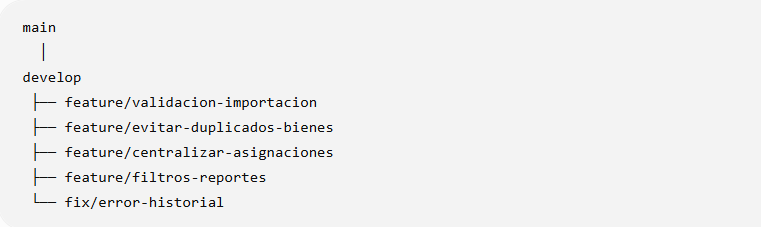 main
│
develop
├── feature/validacion-importacion
├── feature/evitar-duplicados-bienes
├── feature/centralizar-asignaciones
├── feature/filtros-reportes
└── fix/error-historial